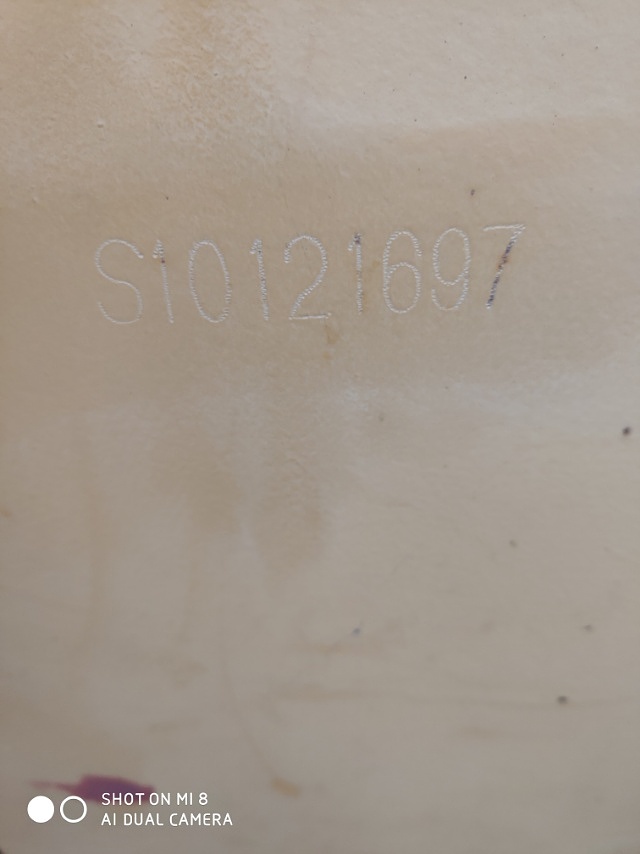 S10121697
SHOT ON MI 8
AI DUAL CAMERA